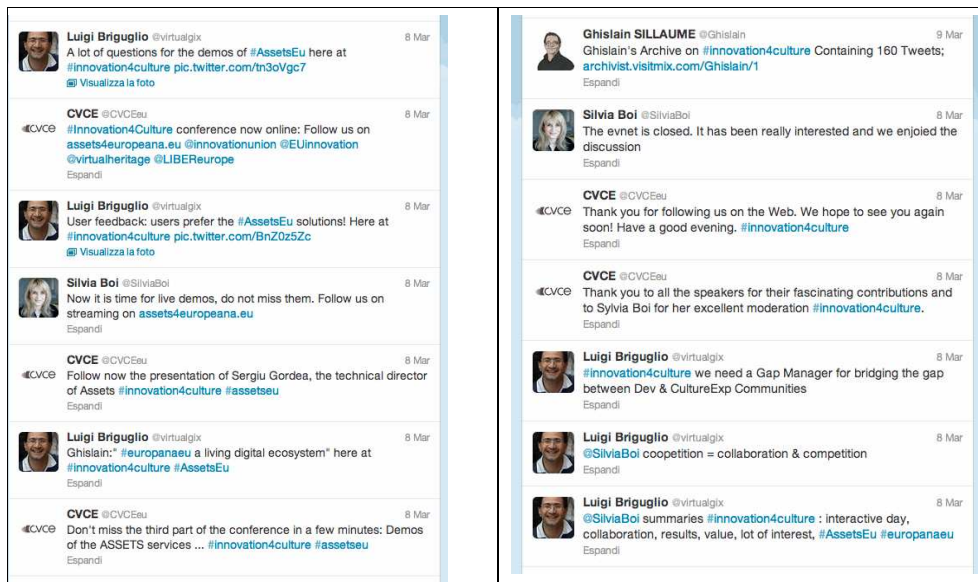 Luigi Briguglio @virtualgix 8 Mar
A lot of questions for the demos of #AssetsEu here at
#innovation4culture pic.twitter.com/tn3oVgc7
Visualizza la foto
CVCE
CVCE @CVCEeu 8 Mar
#Innovation4Culture conference now online: Follow us on
assets4europeana.eu @innovationunion @EUinnovation
@virtualheritage @LIBEReurope
Espandi
Luigi Briguglio @virtualgix 8 Mar
User feedback: users prefer the #AssetsEu solutions! Here at
#innovation4culture pic.twitter.com/BnZ0z5Zc
Visualizza la foto
Silvia Boi @SilviaBoi 8 Mar
Now it is time for live demos, do not miss them. Follow us on
streaming on assets4europeana.eu
Espandi
CVCE
CVCE @CVCEeu 8 Mar
Follow now the presentation of Sergiu Gordea, the technical director
of Assets #innovation4culture #assetseu
Espandi
Luigi Briguglio @virtualgix 8 Mar
Ghislain:" #europanaeu a living digital ecosystem" here at
#innovation4culture #AssetsEu
Espandi
CVCE
CVCE @CVCEeu 8 Mar
Don't miss the third part of the conference in a few minutes: Demos
of the ASSETS services ... #innovation4culture #assetseu
Espandi
Ghislain SILLAUME @Ghislain 9 Mar
Ghislain's Archive on #innovation4culture Containing 160 Tweets;
archivist.visitmix.com/Ghislain/1
Espandi
Silvia Boi @SilviaBoi 8 Mar
The evnet is closed. It has been really interested and we enjoied the
discussion
Espandi
CVCE
CVCE @CVCEeu 8 Mar
Thank you for following us on the Web. We hope to see you again
soon! Have a good evening. #innovation4culture
Espandi
CVCE
CVCE @CVCEeu 8 Mar
Thank you to all the speakers for their fascinating contributions and
to Sylvia Boi for her excellent moderation #innovation4culture.
Espandi
Luigi Briguglio @virtualgix 8 Mar
#innovation4culture we need a Gap Manager for bridging the gap
between Dev & CultureExp Communities
Espandi
Luigi Briguglio @virtualgix 8 Mar
@SilviaBoi coopetition = collaboration & competition
Espandi
Luigi Briguglio @virtualgix 8 Mar
@SilviaBoi summaries #innovation4culture : interactive day,
collaboration, results, value, lot of interest, #AssetsEu #europanaeu
Espandi